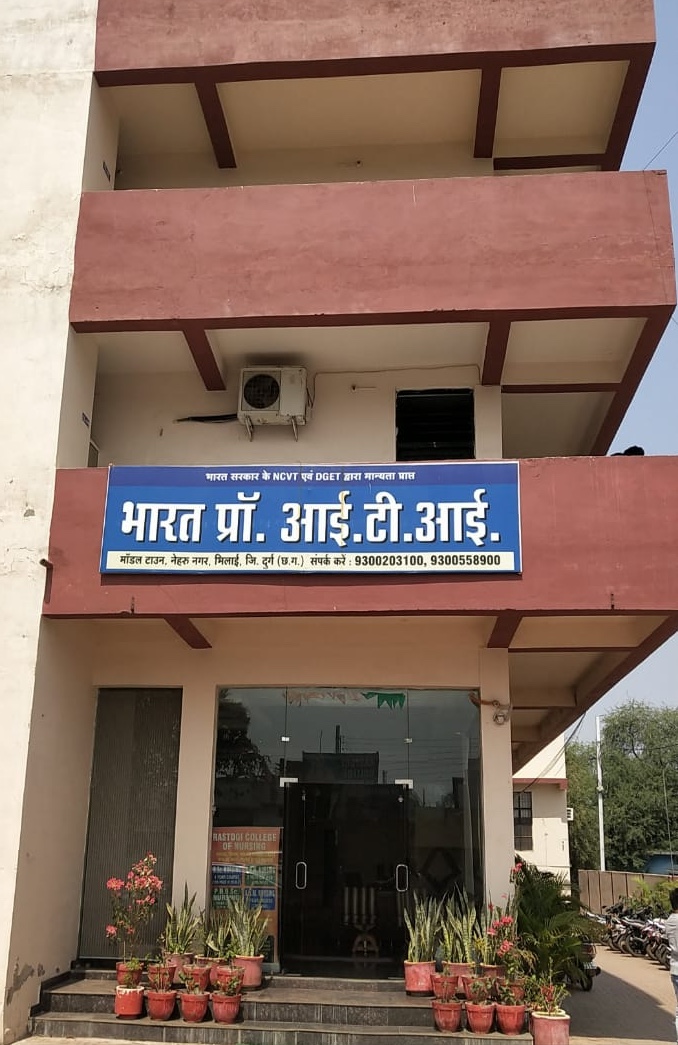 भारत सरकार के NCVT एवं DGET द्वारा मान्यता प्राप्त
भारत प्रॉ. आई.टी.आई.
मॉडल टाउन, नेहरु नगर, भिलाई, जि. दुर्ग (छ.ग.) संपर्क करें : 9300203100, 9300558900
RASTOGI COLLEGE
OF NURSING